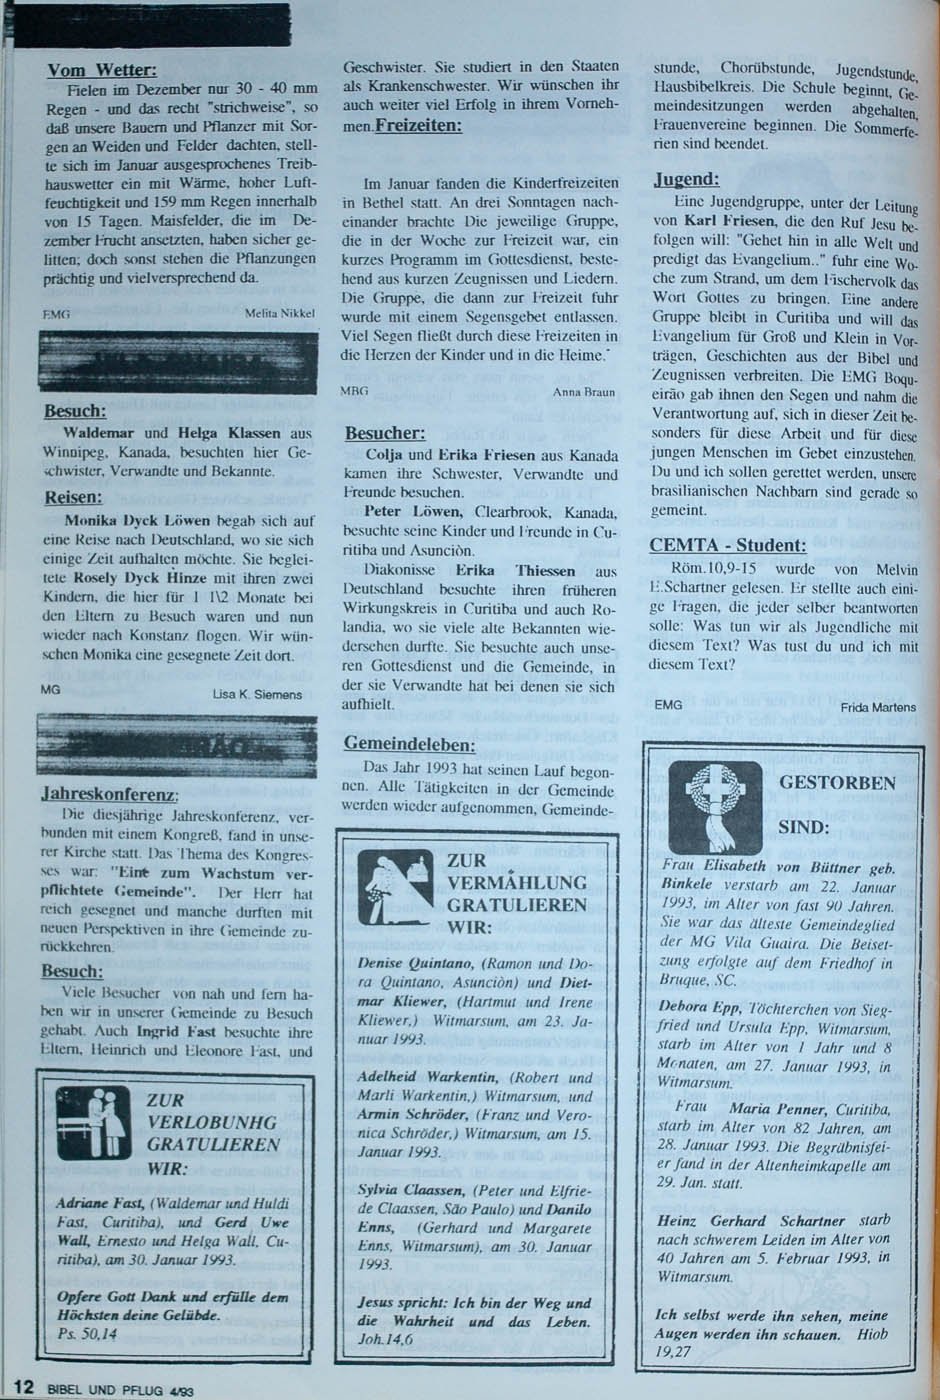 Vom Wetter:
Fielen im Dezember nur 30 - 40 mm
Regen - und das recht "strichweise", so
daß unsere Bauern und Pflanzer mit Sor-
gen an Weiden und Felder dachten, stell-
te sich im Januar ausgesprochenes Treib-
hauswetter ein mit Wärme, hoher Luft-
feuchtigkeit und 159 mm Regen innerhalb
von 15 Tagen. Maisfelder, die im De-
zember Frucht ansetzten, haben sicher ge-
litten; doch sonst stehen die Pflanzungen
prächtig und vielversprechend da.
EMG Melita Nikkel
VILA GUAIRA
Besuch:
Waldemar und Helga Klassen aus
Winnipeg, Kanada, besuchten hier Ge-
schwister, Verwandte und Bekannte.
Reisen:
Monika Dyck Löwen begab sich auf
eine Reise nach Deutschland, wo sie sich
einige Zeit aufhalten möchte. Sie beglei-
tete Rosely Dyck Hinze mit ihren zwei
Kindern, die hier für 1 1\2 Monate bei
den Eltern zu Besuch waren und nun
wieder nach Konstanz flogen. Wir wün-
schen Monika eine gesegnete Zeit dort.
MG Lisa K. Siemens
Jahreskonferenz:
Die diesjährige Jahreskonferenz, ver-
bunden mit einem Kongreß, fand in unse-
rer Kirche statt. Das Thema des Kongres-
ses war: "Eine zum Wachstum ver-
pflichtete Gemeinde". Der Herr hat
reich gesegnet und manche durften mit
neuen Perspektiven in ihre Gemeinde zu-
rückkehren.
Besuch:
Viele Besucher von nah und fern ha-
ben wir in unserer Gemeinde zu Besuch
gehabt. Auch Ingrid Fast besuchte ihre
Eltern, Heinrich und Eleonore Fast, und
ZUR
VERLOBUNHG
GRATULIEREN
WIR:
Adriane Fast, (Waldemar und Huldi
Fast, Curitiba), und Gerd Uwe
Wall, Ernesto und Helga Wall, Cu-
ritiba), am 30. Januar 1993.
Opfere Gott Dank und erfülle dem
Höchsten deine Gelübde.
Ps. 50,14
12 BIBEL UND PFLUG 4/93
Geschwister. Sie studiert in den Staaten
als Krankenschwester. Wir wünschen ihr
auch weiter viel Erfolg in ihrem Vorneh-
men.Freizeiten:
Im Januar fanden die Kinderfreizeiten
in Bethel statt. An drei Sonntagen nach-
einander brachte Die jeweilige Gruppe,
die in der Woche zur Freizeit war, ein
kurzes Programm im Gottesdienst, beste-
hend aus kurzen Zeugnissen und Liedern.
Die Gruppe, die dann zur Freizeit fuhr
wurde mit einem Segensgebet entlassen.
Viel Segen fließt durch diese Freizeiten in
die Herzen der Kinder und in die Heime.
MBG Anna Braun
Besucher:
Colja und Erika Friesen aus Kanada
kamen ihre Schwester, Verwandte und
Freunde besuchen.
Peter Löwen, Clearbrook, Kanada,
besuchte seine Kinder und Freunde in Cu-
ritiba und Asunciòn.
Diakonisse Erika Thiessen aus
Deutschland besuchte ihren früheren
Wirkungskreis in Curitiba und auch Ro-
landia, wo sie viele alte Bekannten wie-
dersehen durfte. Sie besuchte auch unse-
ren Gottesdienst und die Gemeinde, in
der sie Verwandte hat bei denen sie sich
aufhielt.
Gemeindeleben:
Das Jahr 1993 hat seinen Lauf begon-
nen. Alle Tätigkeiten in der Gemeinde
werden wieder aufgenommen, Gemeinde-
ZUR
VERMÄHLUNG
GRATULIEREN
WIR:
Denise Quintano, (Ramon und Do-
ra Quintano, Asunciòn) und Diet-
mar Kliewer, (Hartmut und Irene
Kliewer,) Witmarsum, am 23. Ja-
nuar 1993.
Adelheid Warkentin, (Robert und
Marli Warkentin,) Witmarsum, und
Armin Schröder, (Franz und Vero-
nica Schröder,) Witmarsum, am 15.
Januar 1993.
Sylvia Claassen, (Peter und Elfrie-
de Claassen, São Paulo) und Danilo
Enns, (Gerhard und Margarete
Enns, Witmarsum), am 30. Januar
1993.
Jesus spricht: Ich bin der Weg und
die Wahrheit und das Leben.
Joh.14,6
stunde, Chorübstunde, Jugendstunde,
Hausbibelkreis. Die Schule beginnt, Ge-
meindesitzungen werden abgehalten,
Frauenvereine beginnen. Die Sommerfe-
rien sind beendet.
Jugend:
Eine Jugendgruppe, unter der Leitung
von Karl Friesen, die den Ruf Jesu be-
folgen will: "Gehet hin in alle Welt und
predigt das Evangelium.." fuhr eine Wo-
che zum Strand, um dem Fischervolk das
Wort Gottes zu bringen. Eine andere
Gruppe bleibt in Curitiba und will das
Evangelium für Groß und Klein in Vor-
trägen, Geschichten aus der Bibel und
Zeugnissen verbreiten. Die EMG Boqu-
eirão gab ihnen den Segen und nahm die
Verantwortung auf, sich in dieser Zeit be-
sonders für diese Arbeit und für diese
jungen Menschen im Gebet einzustehen.
Du und ich sollen gerettet werden, unsere
brasilianischen Nachbarn sind gerade so
gemeint.
CEMTA - Student:
Röm.10,9-15 wurde von Melvin
E.Schartner gelesen. Er stellte auch eini-
ge Fragen, die jeder selber beantworten
solle: Was tun wir als Jugendliche mit
diesem Text? Was tust du und ich mit
diesem Text?
EMG Frida Martens
GESTORBEN
SIND:
Frau Elisabeth von Büttner geb.
Binkele verstarb am 22. Januar
1993, im Alter von fast 90 Jahren.
Sie war das älteste Gemeindeglied
der MG Vila Guaira. Die Beiset-
zung erfolgte auf dem Friedhof in
Bruque, SC.
Debora Epp, Töchterchen von Sieg-
fried und Ursula Epp, Witmarsum,
starb im Alter von 1 Jahr und 8
Monaten, am 27. Januar 1993, in
Witmarsum.
Frau Maria Penner, Curitiba,
starb im Alter von 82 Jahren, am
28. Januar 1993. Die Begräbnisfei-
er fand in der Altenheimkapelle am
29. Jan. statt.
Heinz Gerhard Schartner starb
nach schwerem Leiden im Alter von
40 Jahren am 5. Februar 1993, in
Witmarsum.
Ich selbst werde ihn sehen, meine
Augen werden ihn schauen. Hiob
19,27